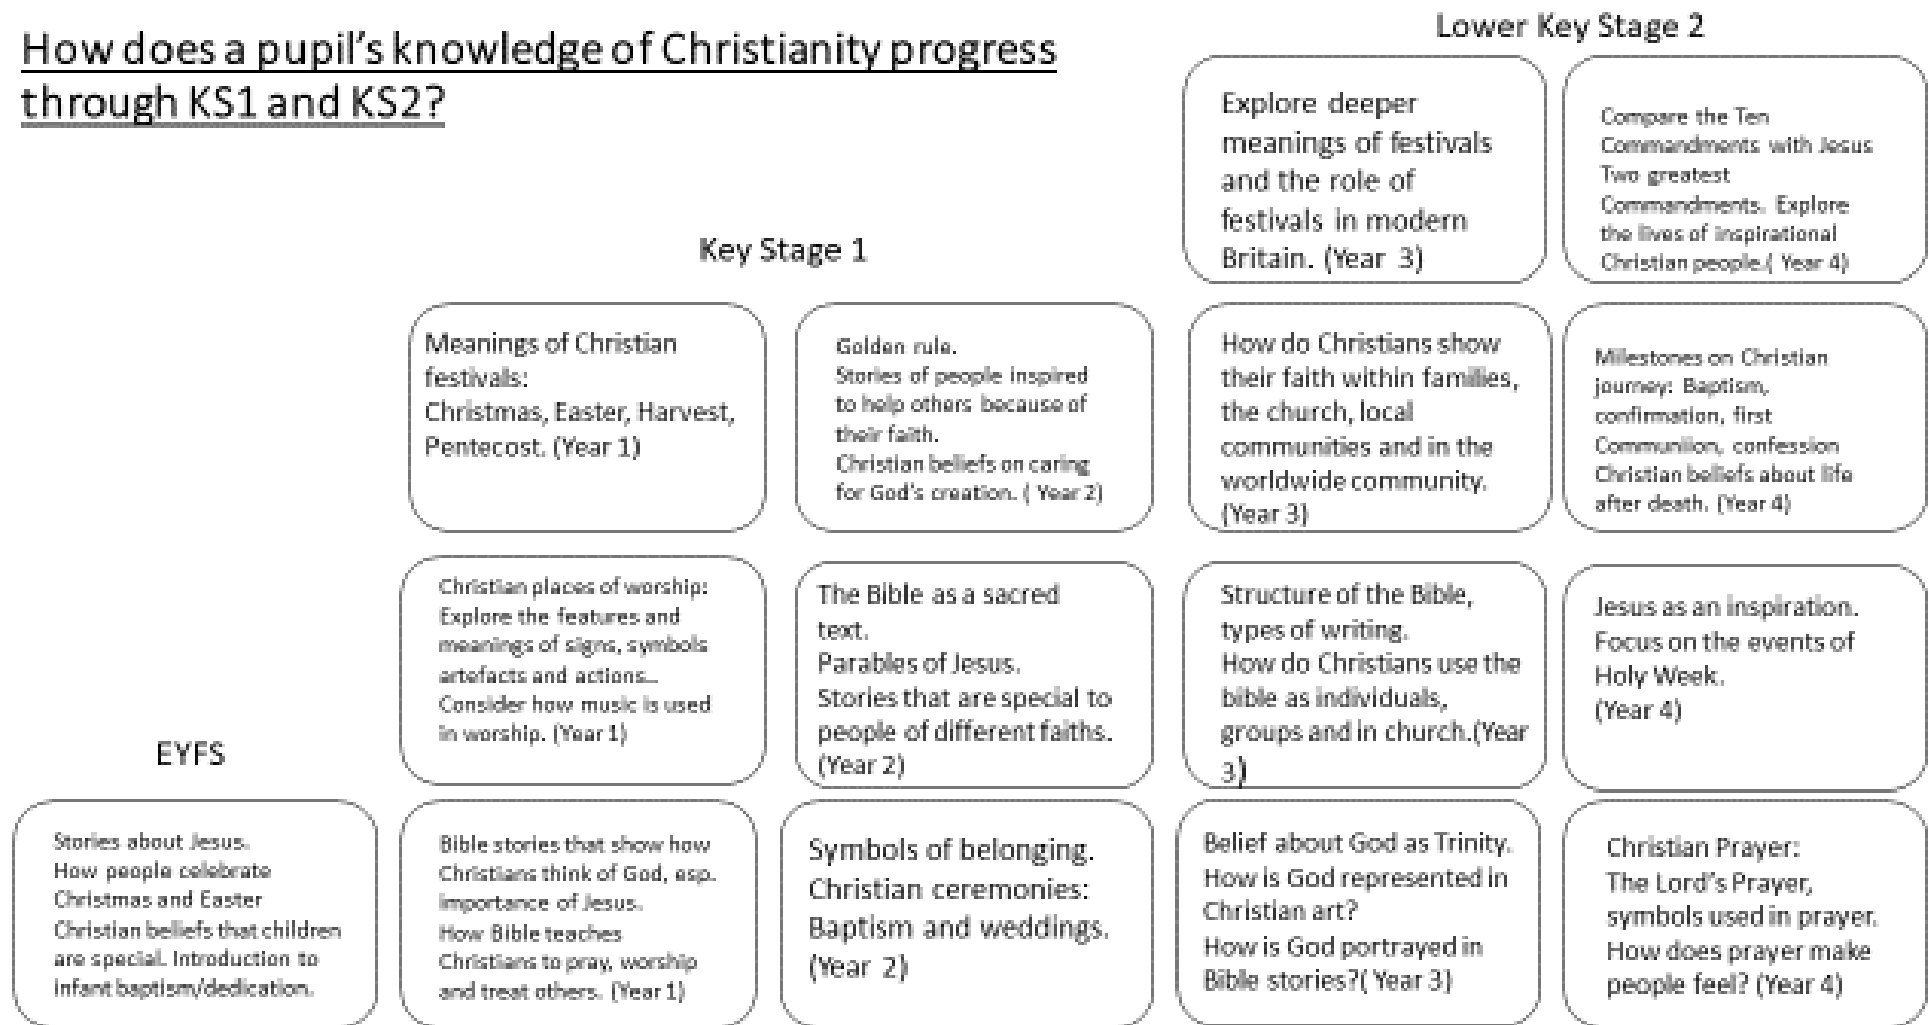 How does a pupil's knowledge of Christianity progress
through KS1 and KS2?
Lower Key Stage 2
Explore deeper
meanings of festivals
and the role of
festivals in modern
Britain. (Year 3)
Compare the Ten
Commandments with Jesus
Two greatest
Commandments. Explore
the lives of inspirational
Christian people.( Year 4)
Key Stage 1
Meanings of Christian
festivals:
Christmas, Easter, Harvest,
Pentecost. (Year 1)
Golden rule.
Stories of people inspired
to help others because of
their faith.
Christian beliefs on caring
for God's creation. ( Year 2)
How do Christians show
their faith within families,
the church, local
communities and in the
worldwide community.
(Year 3)
Milestones on Christian
journey: Baptism,
confirmation, first
Communiion, confession
Christian beliefs about life
after death. (Year 4)
Christian places of worship:
Explore the features and
meanings of signs, symbols
artefacts and actions...
Consider how music is used
in worship. (Year 1)
The Bible as a sacred
text.
Parables of Jesus.
Stories that are special to
people of different faiths.
(Year 2)
Structure of the Bible,
types of writing.
How do Christians use the
bible as individuals,
groups and in church.(Year
3)
Jesus as an inspiration.
Focus on the events of
Holy Week.
(Year 4)
EYFS
Stories about Jesus.
How people celebrate
Christmas and Easter
Christian beliefs that children
are special. Introduction to
infant baptism/dedication.
Bible stories that show how
Christians think of God, esp.
importance of Jesus.
How Bible teaches
Christians to pray, worship
and treat others. (Year 1)
Symbols of belonging.
Christian ceremonies:
Baptism and weddings.
(Year 2)
Belief about God as Trinity.
How is God represented in
Christian art?
How is God portrayed in
Bible stories?( Year 3)
Christian Prayer:
The Lord's Prayer,
symbols used in prayer.
How does prayer make
people feel? (Year 4)